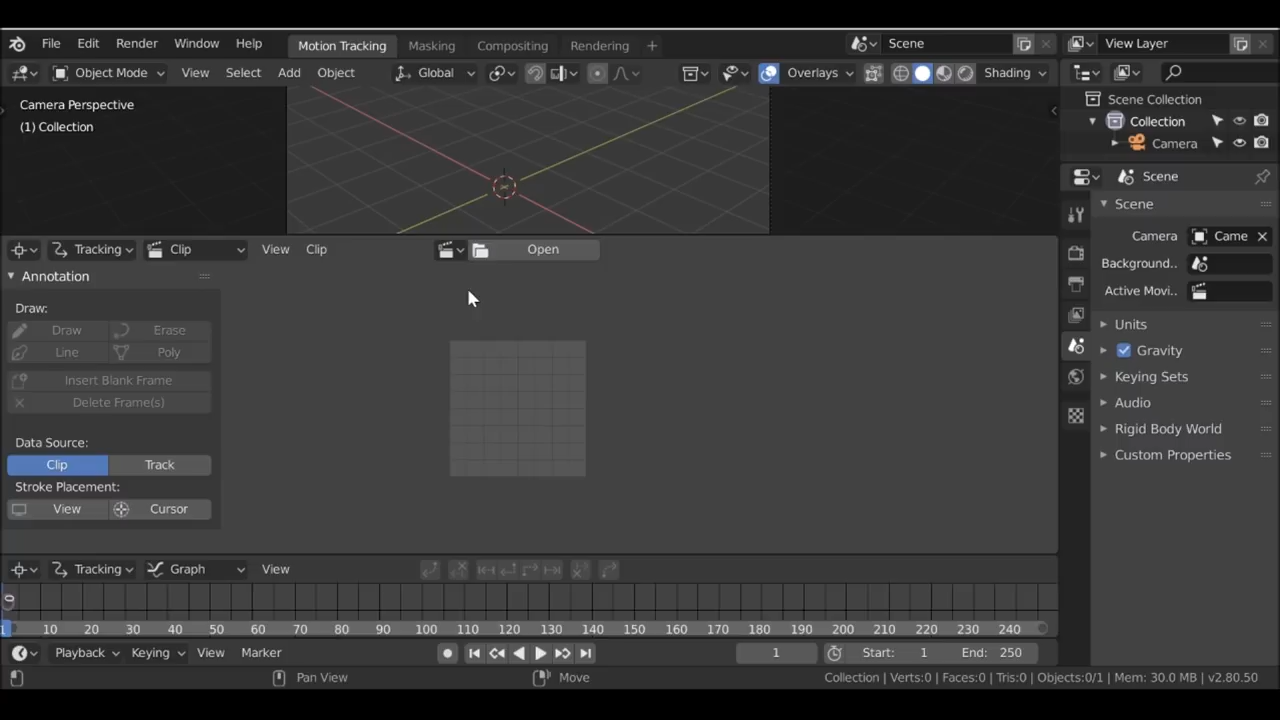 File Edit Render Window Help Motion Tracking Masking Compositing Rendering + Scene View Layer
Object Mode View Select Add Object Global Overlays Shading
Camera Perspective
(1) Collection
Scene Collection
Collection
Camera
Scene
Scene
Camera Came
Background..
Active Movi..
Units
Gravity
Keying Sets
Audio
Rigid Body World
Custom Properties
Tracking Clip View Clip Open
Annotation
Draw:
Draw Erase
Line Poly
Insert Blank Frame
Delete Frame(s)
Data Source:
Clip Track
Stroke Placement:
View Cursor
Tracking Graph View
1 10 20 30 40 50 60 70 80 90 100 110 120 130 140 150 160 170 180 190 200 210 220 230 240
Playback Keying View Marker 1 Start: 1 End: 250
Pan View Move Collection | Verts:0 | Faces:0 | Tris:0 | Objects:0/1 | Mem: 30.0 MB | v2.80.50